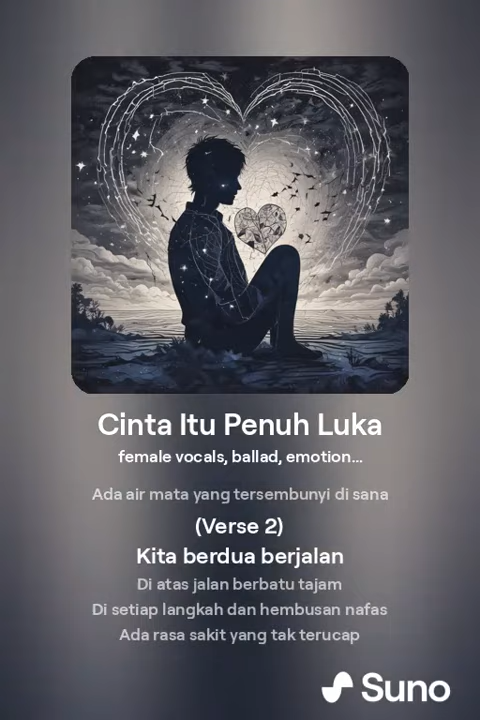 Cinta Itu Penuh Luka
female vocals, ballad, emotion...
Ada air mata yang tersembunyi di sana
(Verse 2)
Kita berdua berjalan
Di atas jalan berbatu tajam
Di setiap langkah dan hembusan nafas
Ada rasa sakit yang tak terucap
Suno